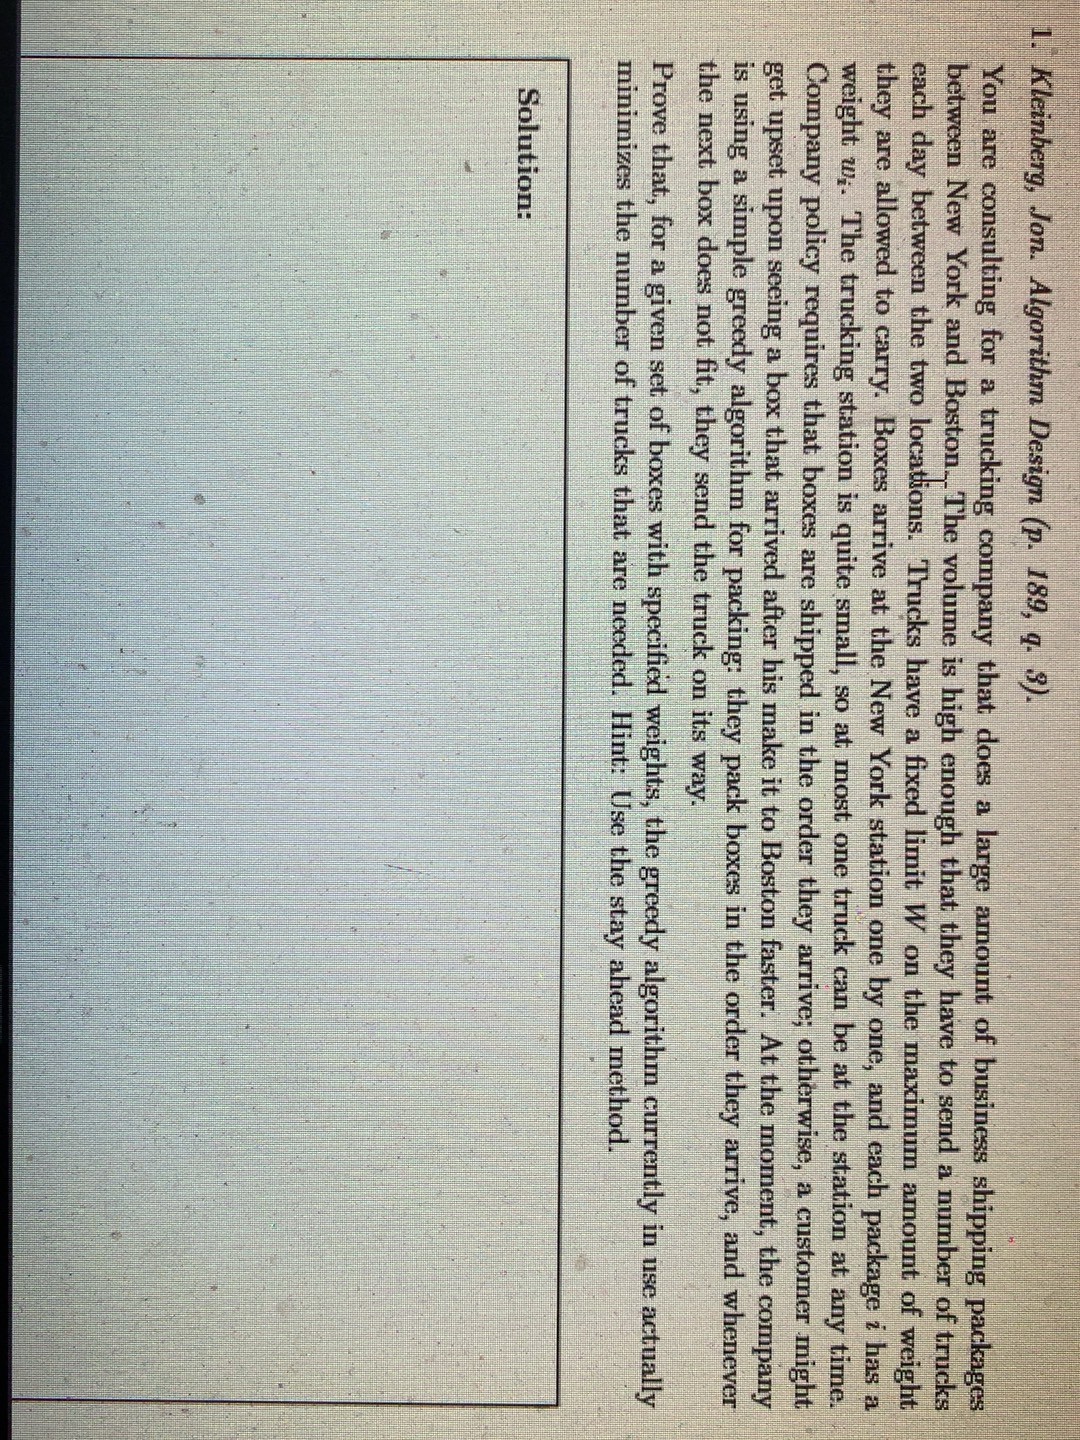 1. Kleinberg, Jon. Algorithm Design (p. 189, q. 3).
You are consulting for a trucking company that does a large amount of business shipping packages
between New York and Boston. The volume is high enough that they have to send a number of trucks
each day between the two locations. Trucks have a fixed limit W on the maximum amount of weight
they are allowed to carry. Boxes arrive at the New York station one by one, and each package i has a
weight wᵢ. The trucking station is quite small, so at most one truck can be at the station at any time.
Company policy requires that boxes are shipped in the order they arrive; otherwise, a customer might
get upset upon seeing a box that arrived after his make it to Boston faster. At the moment, the company
is using a simple greedy algorithm for packing: they pack boxes in the order they arrive, and whenever
the next box does not fit, they send the truck on its way.
Prove that, for a given set of boxes with specified weights, the greedy algorithm currently in use actually
minimizes the number of trucks that are needed. Hint: Use the stay ahead method.
Solution: